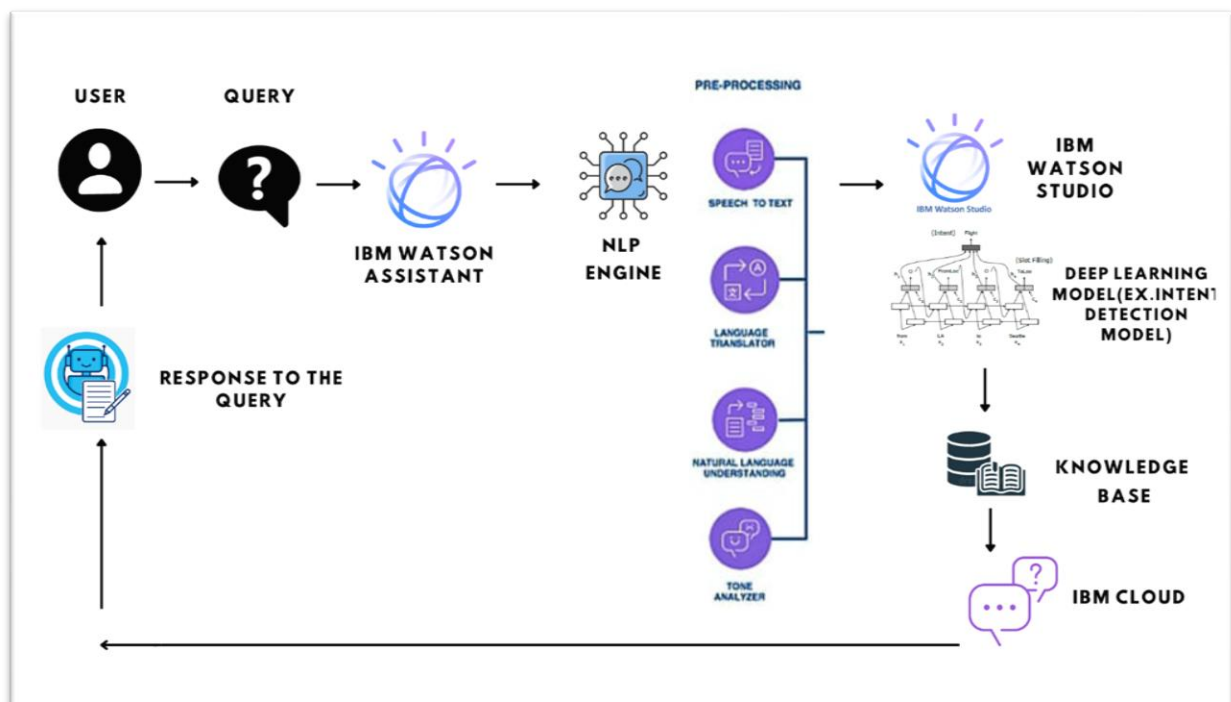 PRE-PROCESSING
USER
QUERY
IBM WATSON
ASSISTANT
NLP
ENGINE
SPEECH TO TEXT
LANGUAGE
TRANSLATOR
NATURAL LANGUAGE
UNDERSTANDING
TONE
ANALYZER
IBM Watson Studio
IBM
WATSON
STUDIO
(Intent) Flight
(Slot Filling)
DEEP LEARNING
MODEL(EX.INTENT
DETECTION
MODEL)
KNOWLEDGE
BASE
IBM CLOUD
RESPONSE TO THE
QUERY